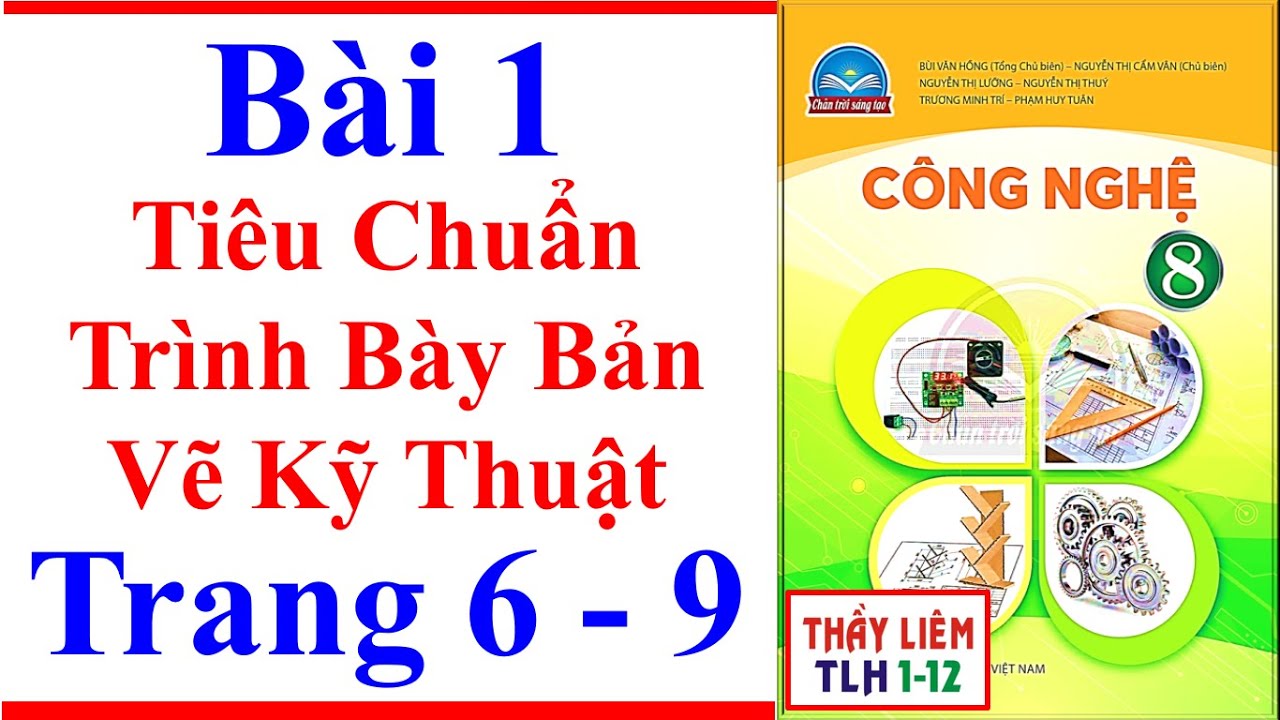 Bài 1
Tiêu Chuẩn
Trình Bày Bản
Vẽ Kỹ Thuật
Trang 6 - 9
BÙI VĂN HỒNG (Tổng Chủ biên) – NGUYỄN THỊ CẨM VÂN (Chủ biên)
NGUYỄN THỊ LƯỠNG – NGUYỄN THỊ THUÝ
TRƯƠNG MINH TRÍ – PHẠM HUY TUÂN
Chân trời sáng tạo
CÔNG NGHỆ
8
THẦY LIÊM
TLH 1-12
VIỆT NAM